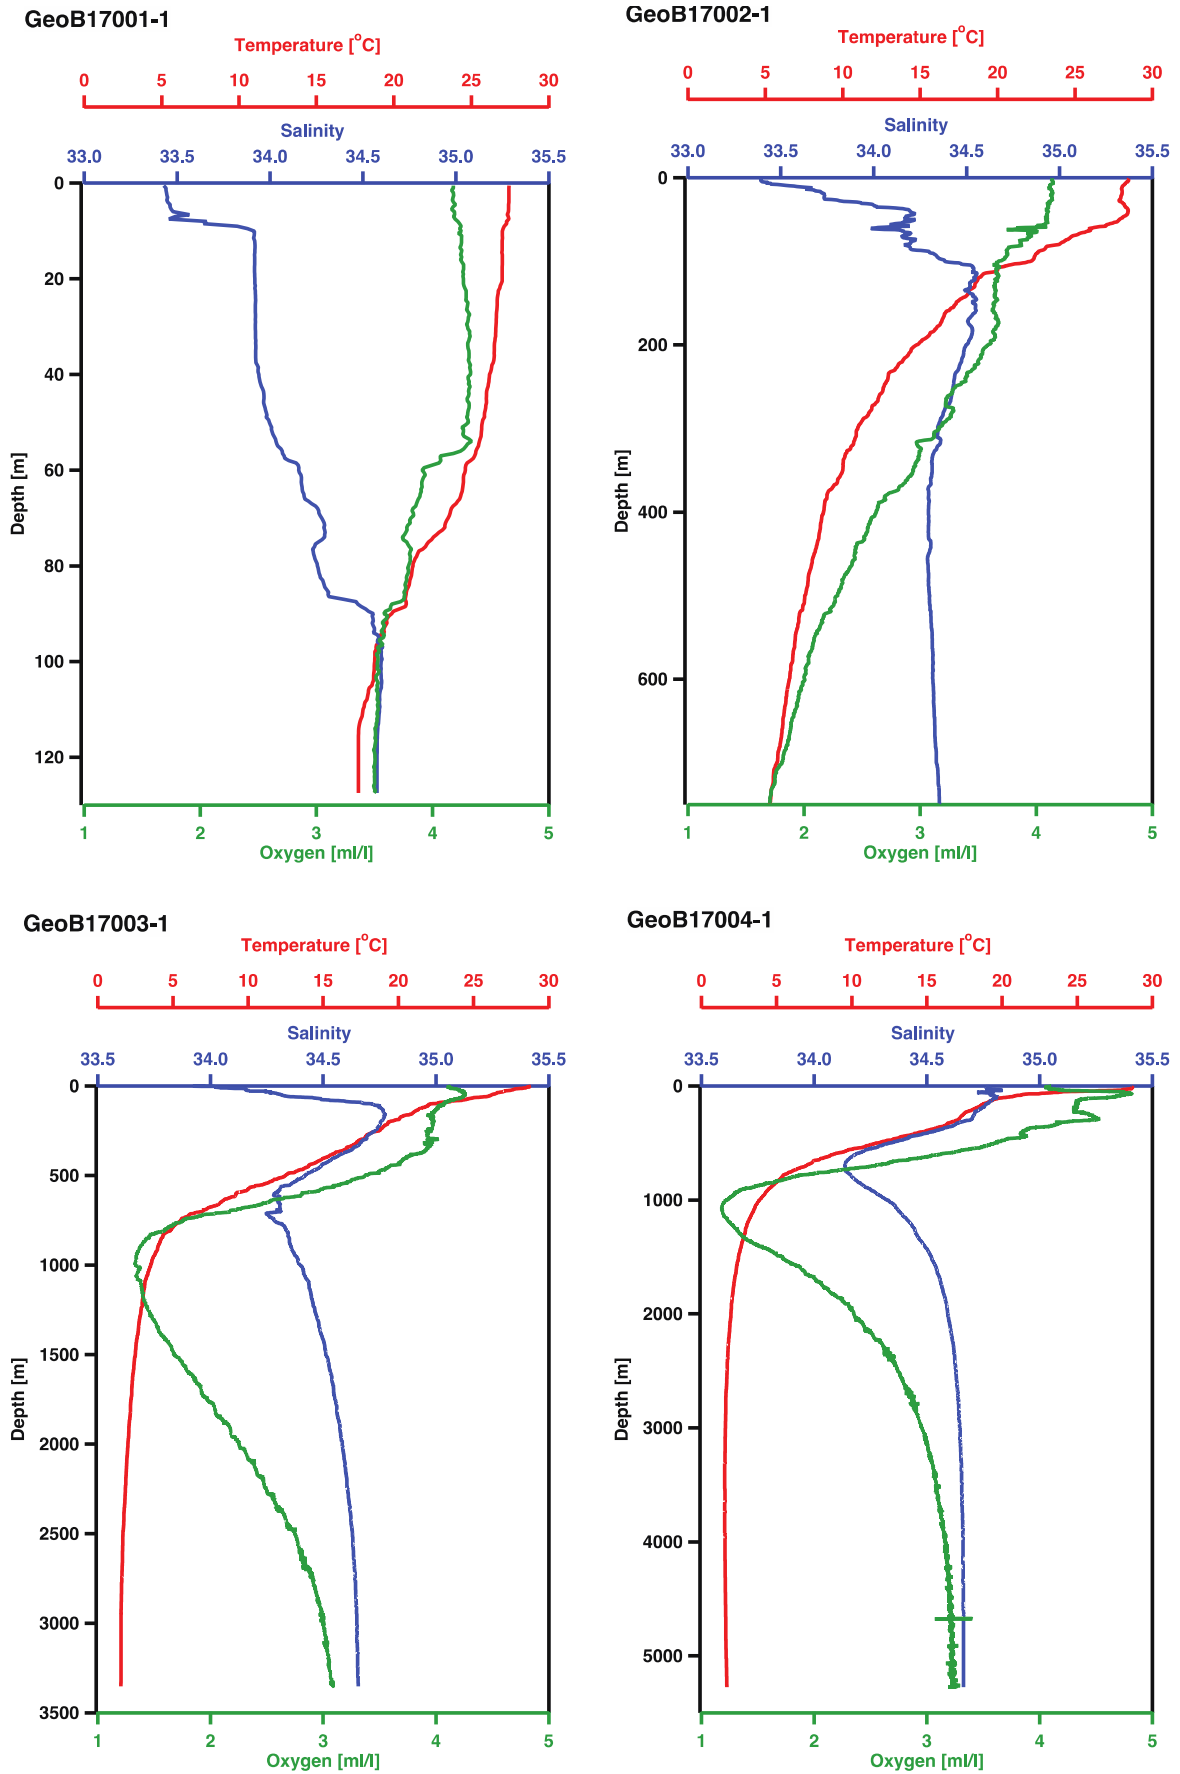 GeoB17001-1
Temperature [°C]
0 5 10 15 20 25 30
Salinity
33.0 33.5 34.0 34.5 35.0 35.5
0
20
40
60
80
100
120
Depth [m]
1 2 3 4 5
Oxygen [ml/l]
GeoB17002-1
Temperature [°C]
0 5 10 15 20 25 30
Salinity
33.0 33.5 34.0 34.5 35.0 35.5
0
200
400
600
Depth [m]
1 2 3 4 5
Oxygen [ml/l]
GeoB17003-1
Temperature [°C]
0 5 10 15 20 25 30
Salinity
33.5 34.0 34.5 35.0 35.5
0
500
1000
1500
2000
2500
3000
3500
Depth [m]
1 2 3 4 5
Oxygen [ml/l]
GeoB17004-1
Temperature [°C]
0 5 10 15 20 25 30
Salinity
33.5 34.0 34.5 35.0 35.5
0
1000
2000
3000
4000
5000
Depth [m]
1 2 3 4 5
Oxygen [ml/l]